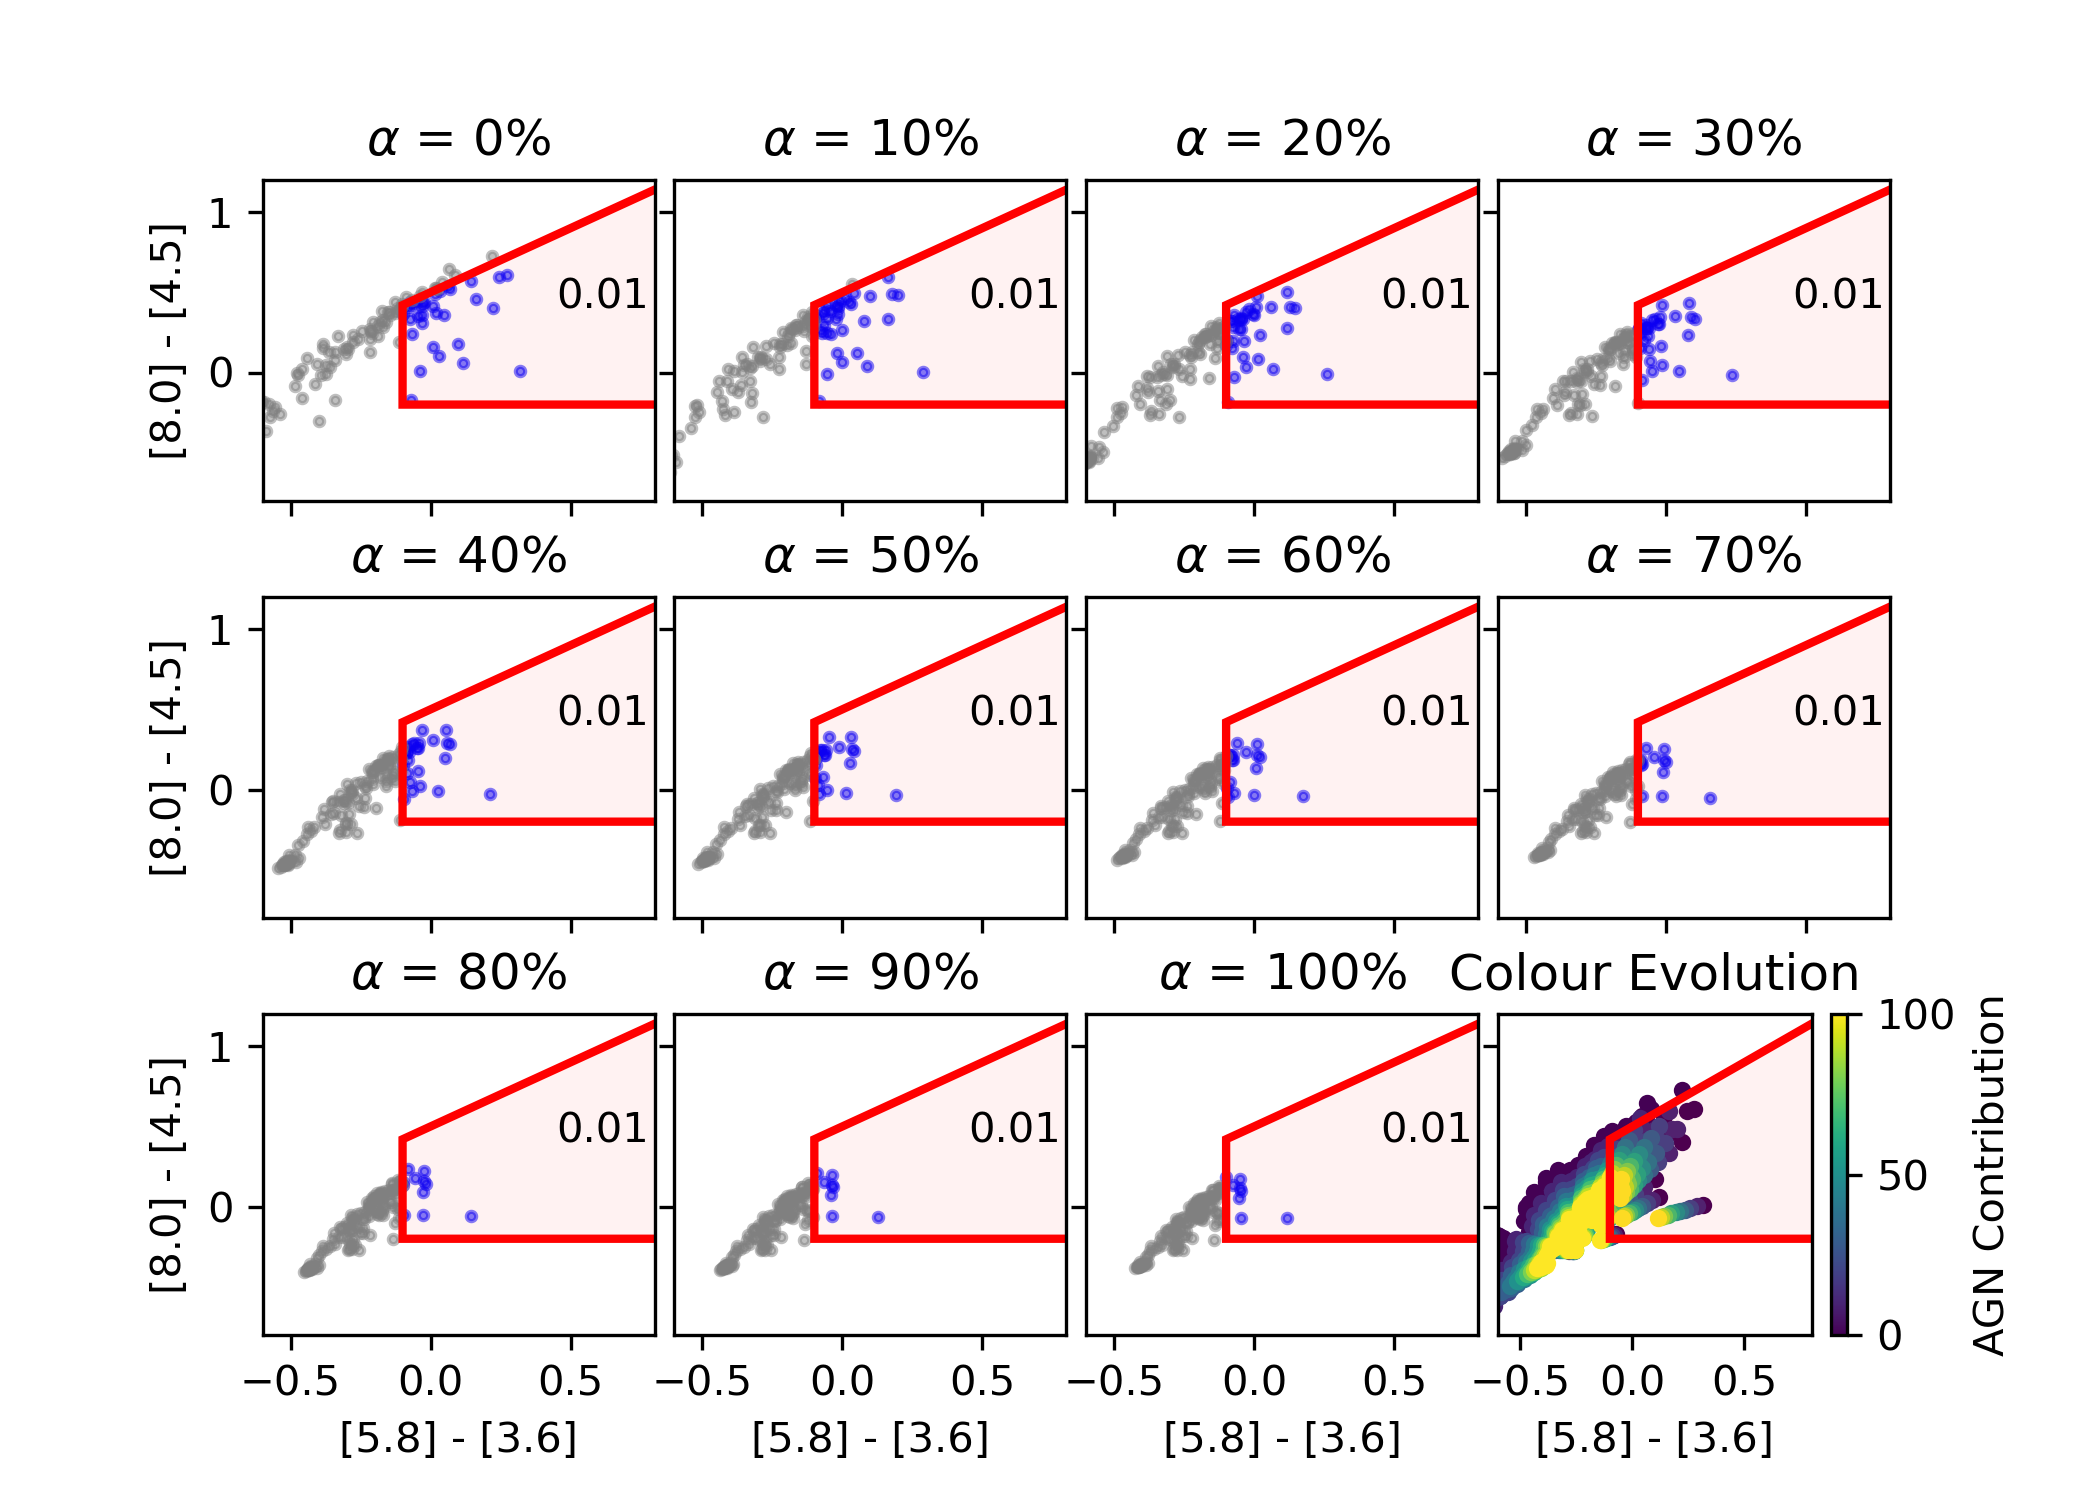 α = 0%
α = 10%
α = 20%
α = 30%
[8.0] - [4.5]
1
0
0.01
0.01
0.01
0.01
α = 40%
α = 50%
α = 60%
α = 70%
[8.0] - [4.5]
1
0
0.01
0.01
0.01
0.01
α = 80%
α = 90%
α = 100%
Colour Evolution
[8.0] - [4.5]
1
0
0.01
0.01
0.01
100
50
0
AGN Contribution
−0.5 0.0 0.5
−0.5 0.0 0.5
−0.5 0.0 0.5
−0.5 0.0 0.5
[5.8] - [3.6]
[5.8] - [3.6]
[5.8] - [3.6]
[5.8] - [3.6]